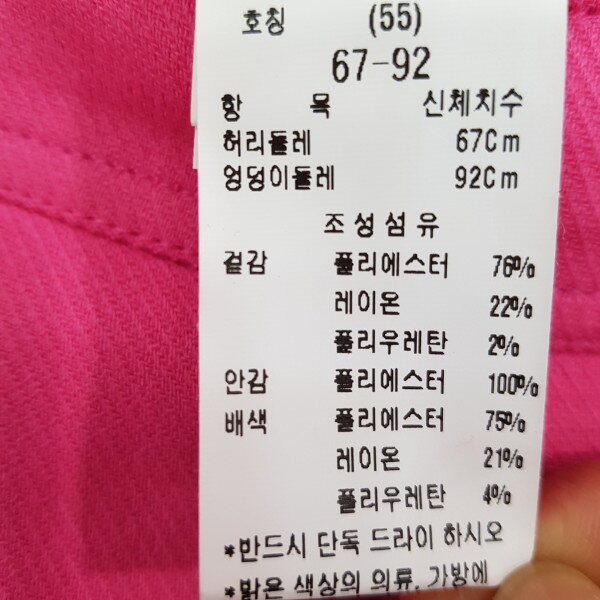 호칭 (55)
67-92
항 목 신체치수
허리둘레 67Cm
엉덩이둘레 92Cm
조성섬유
겉감 폴리에스터 76%
레이온 22%
폴리우레탄 2%
안감 폴리에스터 100%
배색 폴리에스터 75%
레이온 21%
폴리우레탄 4%
*반드시 단독 드라이 하시오
*밝은 색상의 의류, 가방에